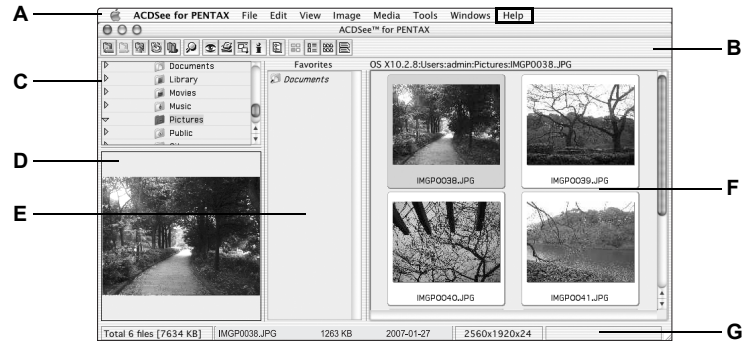 A
ACDSee for PENTAX File Edit View Image Media Tools Windows Help
ACDSee™ for PENTAX
B
Favorites
OS X10.2.8:Users:admin:Pictures:IMGP0038.JPG
C
Documents
Library
Movies
Music
Pictures
Public
Documents
IMGP0038.JPG
IMGP0039.JPG
D
E
F
IMGP0040.JPG
IMGP0041.JPG
Total 6 files [7634 KB]
IMGP0038.JPG
1263 KB
2007-01-27
2560x1920x24
G